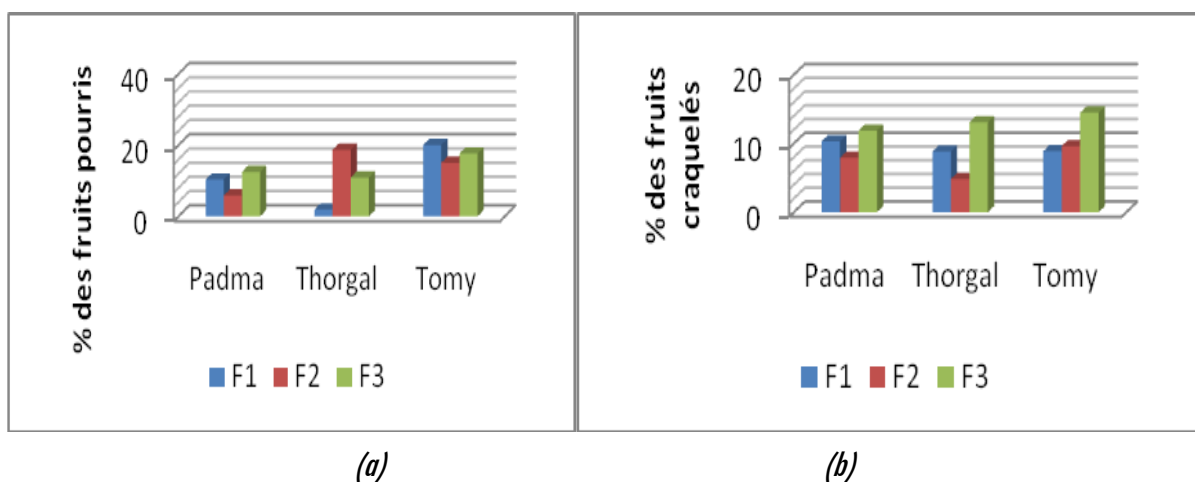 % des fruits pourris
40
20
0
Padma Thorgal Tomy
F1 F2 F3
(a)
% des fruits
craquelés
20
10
0
Padma Thorgal Tomy
F1 F2 F3
(b)